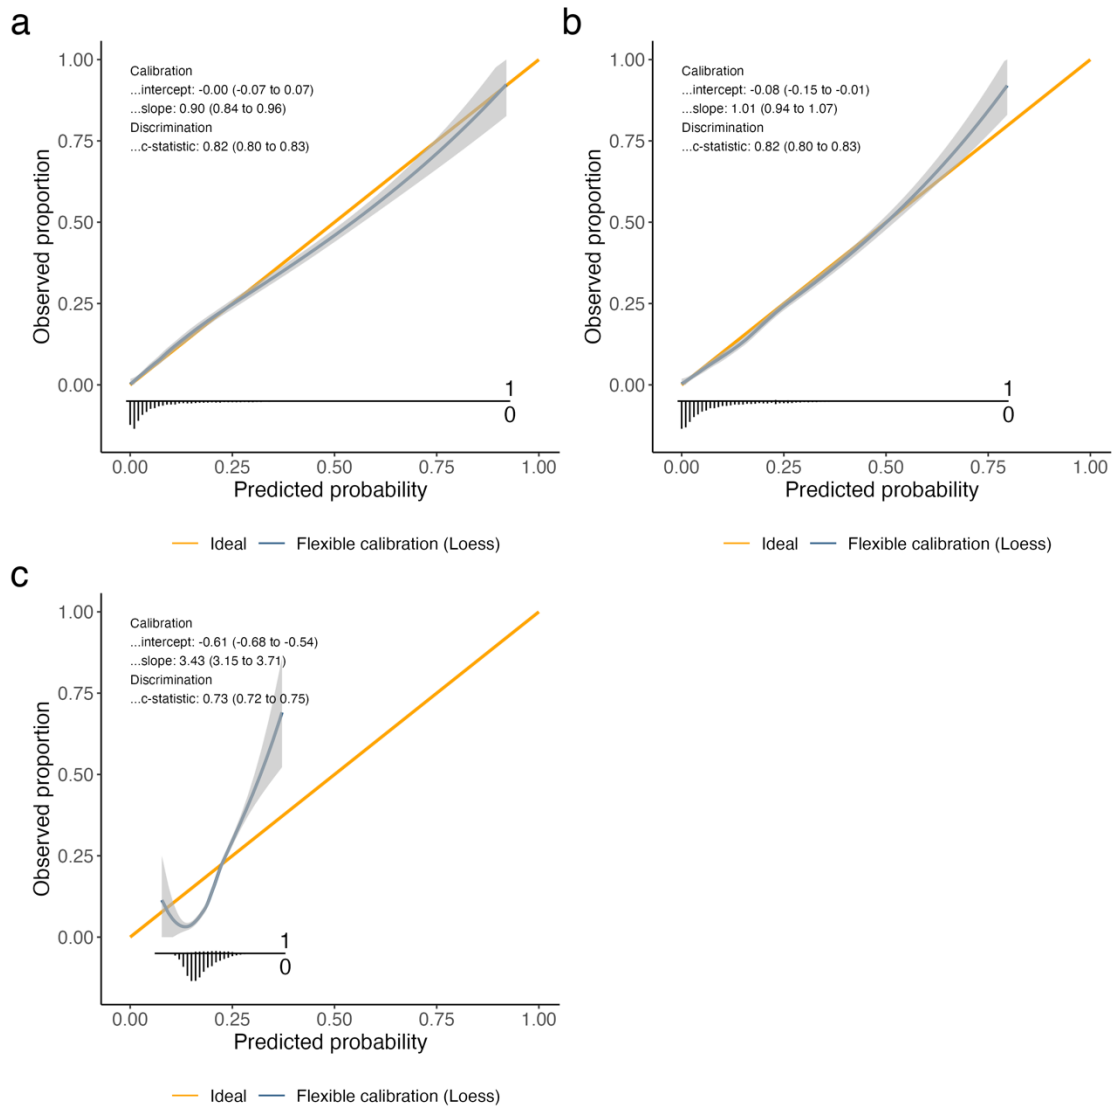 a
1.00
0.75
0.50
0.25
0.00
Observed proportion
Calibration
...intercept: -0.00 (-0.07 to 0.07)
...slope: 0.90 (0.84 to 0.96)
Discrimination
...c-statistic: 0.82 (0.80 to 0.83)
1
0
0.00 0.25 0.50 0.75 1.00
Predicted probability
Ideal Flexible calibration (Loess)
b
1.00
0.75
0.50
0.25
0.00
Observed proportion
Calibration
...intercept: -0.08 (-0.15 to -0.01)
...slope: 1.01 (0.94 to 1.07)
Discrimination
...c-statistic: 0.82 (0.80 to 0.83)
1
0
0.00 0.25 0.50 0.75 1.00
Predicted probability
Ideal Flexible calibration (Loess)
c
1.00
0.75
0.50
0.25
0.00
Observed proportion
Calibration
...intercept: -0.61 (-0.68 to -0.54)
...slope: 3.43 (3.15 to 3.71)
Discrimination
...c-statistic: 0.73 (0.72 to 0.75)
1
0
0.00 0.25 0.50 0.75 1.00
Predicted probability
Ideal Flexible calibration (Loess)